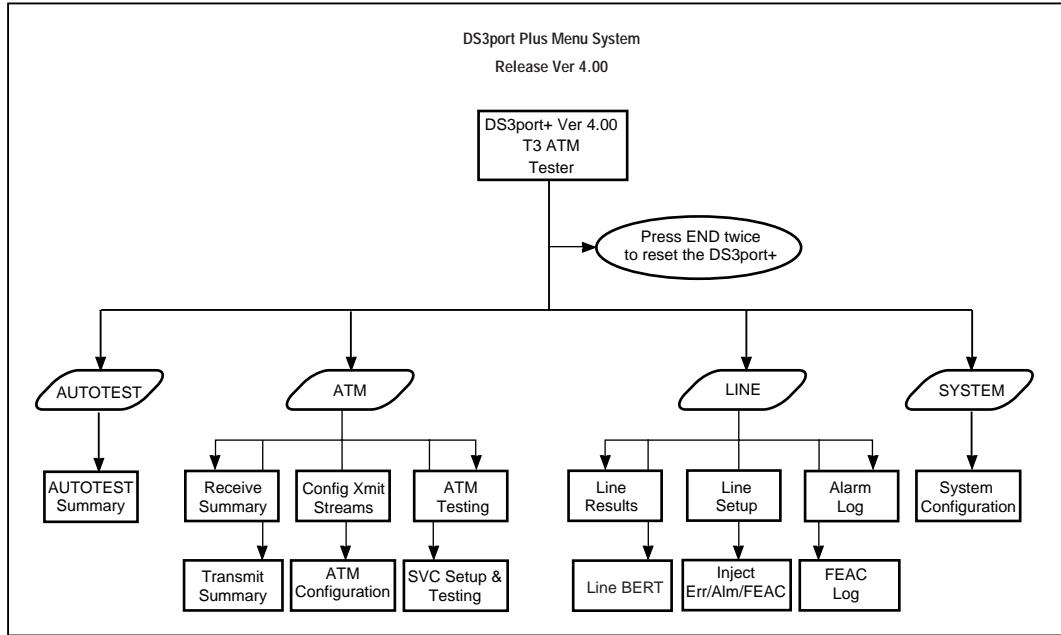 DS3port Plus Menu System
Release Ver 4.00
DS3port+ Ver 4.00
T3 ATM
Tester
Press END twice
to reset the DS3port+
AUTOTEST
ATM
LINE
SYSTEM
AUTOTEST
Summary
Receive
Summary
Config Xmit
Streams
ATM
Testing
Line
Results
Line
Setup
Alarm
Log
System
Configuration
Transmit
Summary
ATM
Configuration
SVC Setup &
Testing
Line BERT
Inject
Err/Alm/FEAC
FEAC
Log